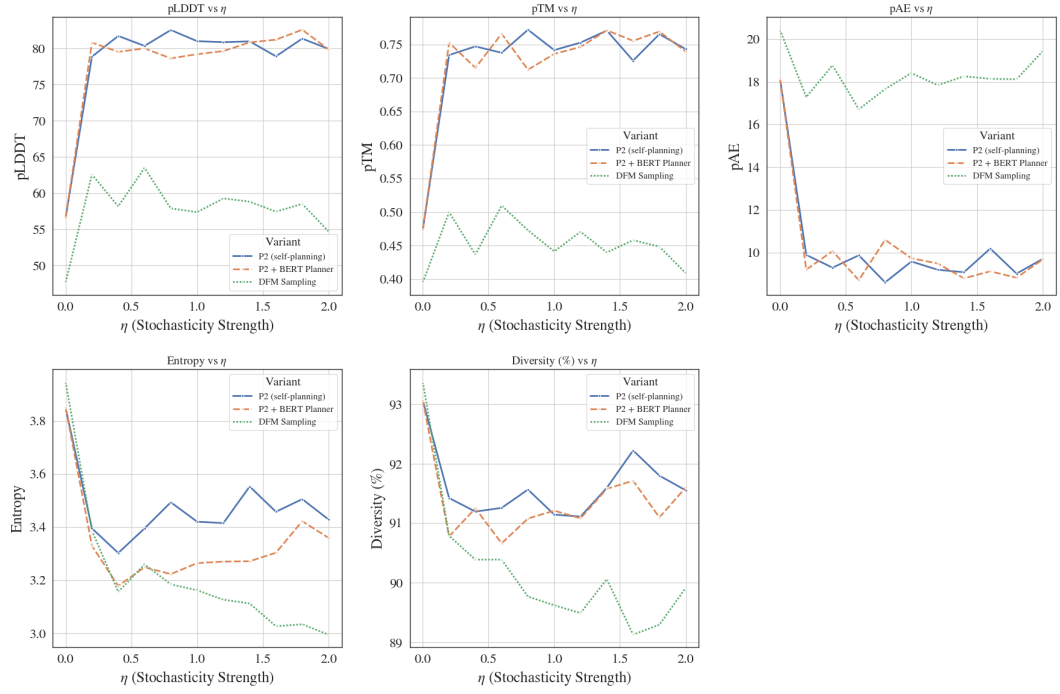 pLDDT vs η
pLDDT
80
75
70
65
60
55
50
0.0
0.5
1.0
1.5
2.0
η (Stochasticity Strength)
Variant
P2 (self-planning)
P2 + BERT Planner
DFM Sampling
pTM vs η
pTM
0.75
0.70
0.65
0.60
0.55
0.50
0.45
0.40
0.0
0.5
1.0
1.5
2.0
η (Stochasticity Strength)
Variant
P2 (self-planning)
P2 + BERT Planner
DFM Sampling
pAE vs η
pAE
20
18
16
14
12
10
0.0
0.5
1.0
1.5
2.0
η (Stochasticity Strength)
Variant
P2 (self-planning)
P2 + BERT Planner
DFM Sampling
Entropy vs η
Entropy
3.8
3.6
3.4
3.2
3.0
0.0
0.5
1.0
1.5
2.0
η (Stochasticity Strength)
Variant
P2 (self-planning)
P2 + BERT Planner
DFM Sampling
Diversity (%) vs η
Diversity (%)
93
92
91
90
89
0.0
0.5
1.0
1.5
2.0
η (Stochasticity Strength)
Variant
P2 (self-planning)
P2 + BERT Planner
DFM Sampling